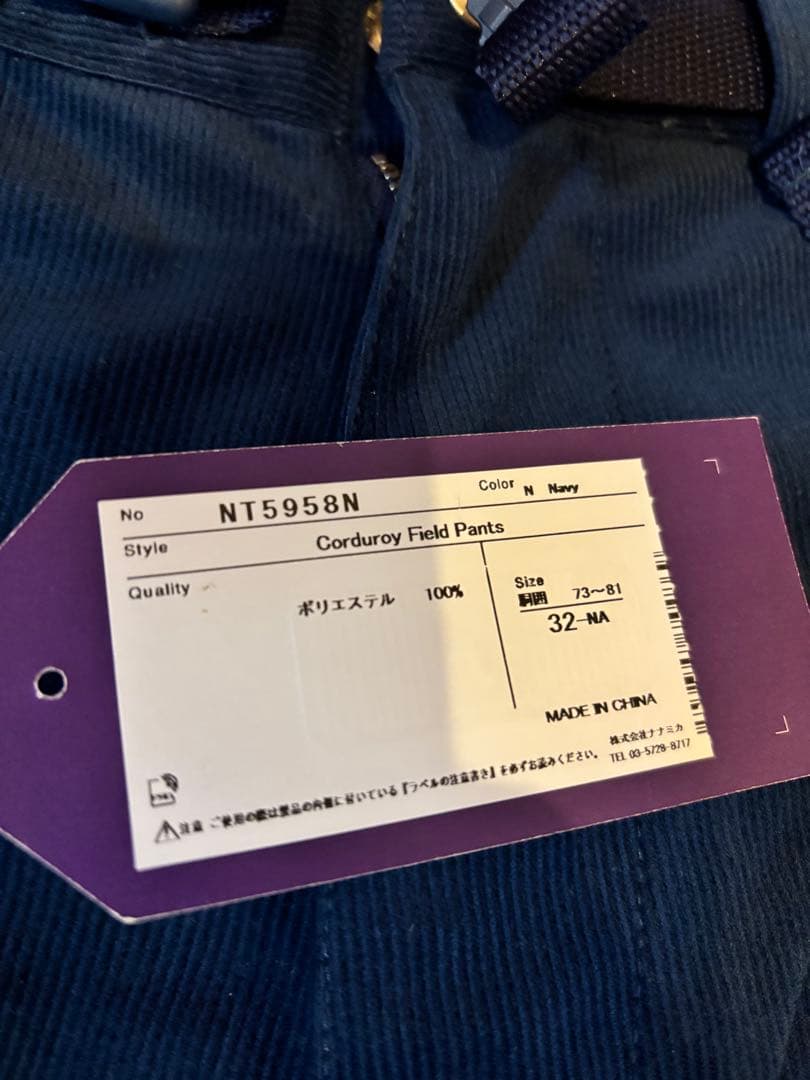 No NT5958N Color N Navy
Style Corduroy Field Pants
Quality ポリエステル 100%
Size
胴囲 73〜81
32-NA
MADE IN CHINA
株式会社ナナミカ
TEL 03-5728-8717
注意 ご使用の際は製品の内側に付いている『ラベルの注意書き』を必ずお読みください。